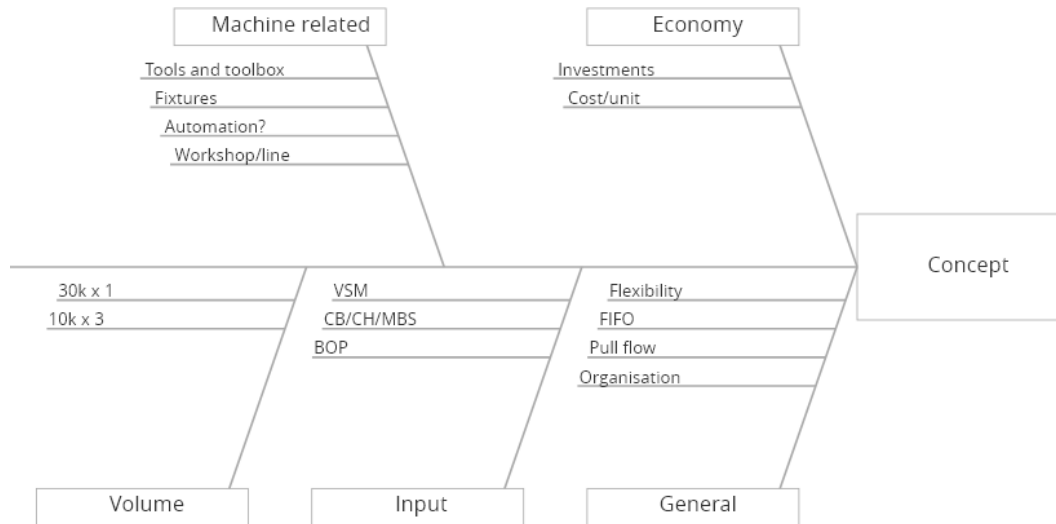 Machine related
Tools and toolbox
Fixtures
Automation?
Workshop/line
Economy
Investments
Cost/unit
Concept
30k x 1
10k x 3
Volume
VSM
CB/CH/MBS
BOP
Input
Flexibility
FIFO
Pull flow
Organisation
General